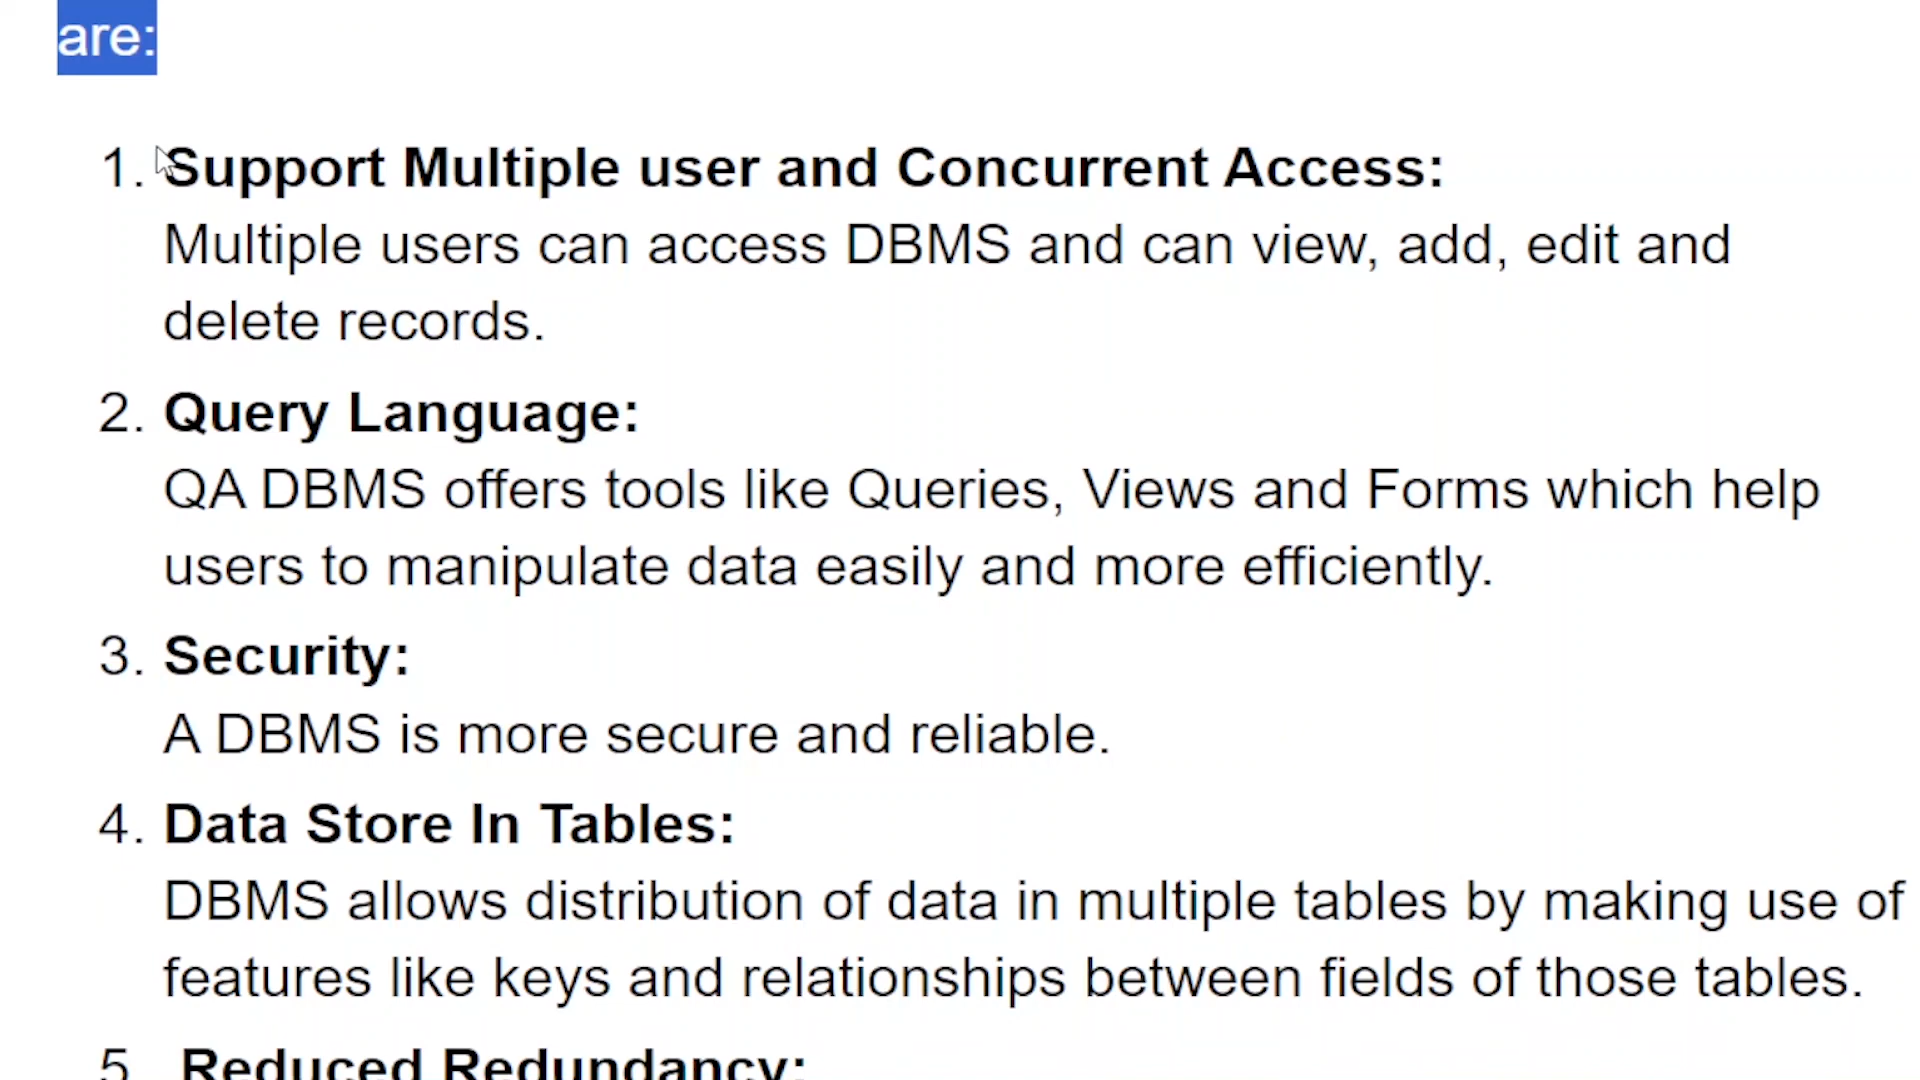 are:
1. Support Multiple user and Concurrent Access:
Multiple users can access DBMS and can view, add, edit and
delete records.
2. Query Language:
QA DBMS offers tools like Queries, Views and Forms which help
users to manipulate data easily and more efficiently.
3. Security:
A DBMS is more secure and reliable.
4. Data Store In Tables:
DBMS allows distribution of data in multiple tables by making use of
features like keys and relationships between fields of those tables.
5. Reduced Redundancy: